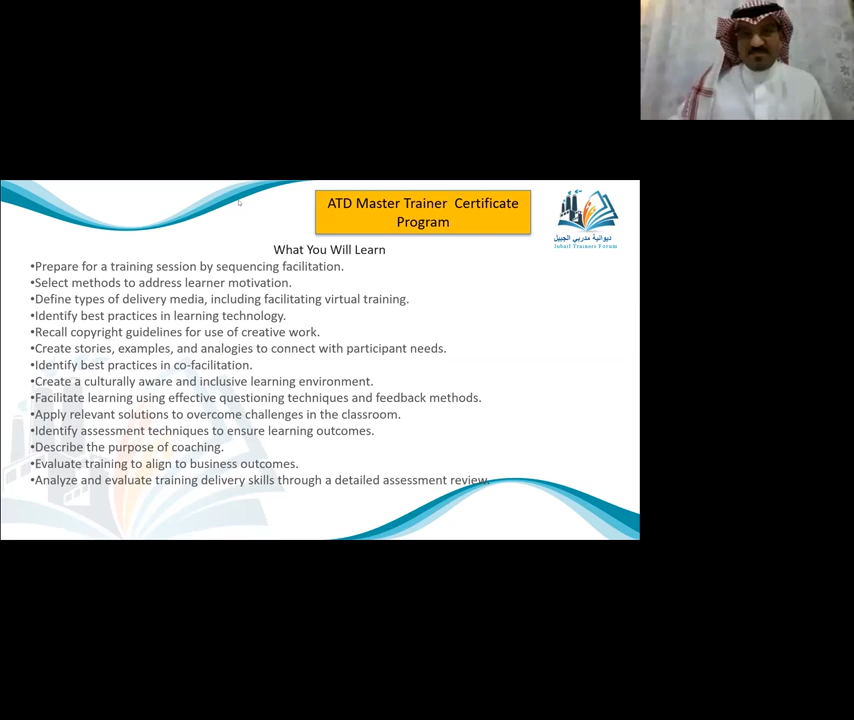 ATD Master Trainer Certificate
Program
ديوانية مدربي الجبيل
Jubail Trainers Forum
What You Will Learn
•Prepare for a training session by sequencing facilitation.
•Select methods to address learner motivation.
•Define types of delivery media, including facilitating virtual training.
•Identify best practices in learning technology.
•Recall copyright guidelines for use of creative work.
•Create stories, examples, and analogies to connect with participant needs.
•Identify best practices in co-facilitation.
•Create a culturally aware and inclusive learning environment.
•Facilitate learning using effective questioning techniques and feedback methods.
•Apply relevant solutions to overcome challenges in the classroom.
•Identify assessment techniques to ensure learning outcomes.
•Describe the purpose of coaching.
•Evaluate training to align to business outcomes.
•Analyze and evaluate training delivery skills through a detailed assessment review.